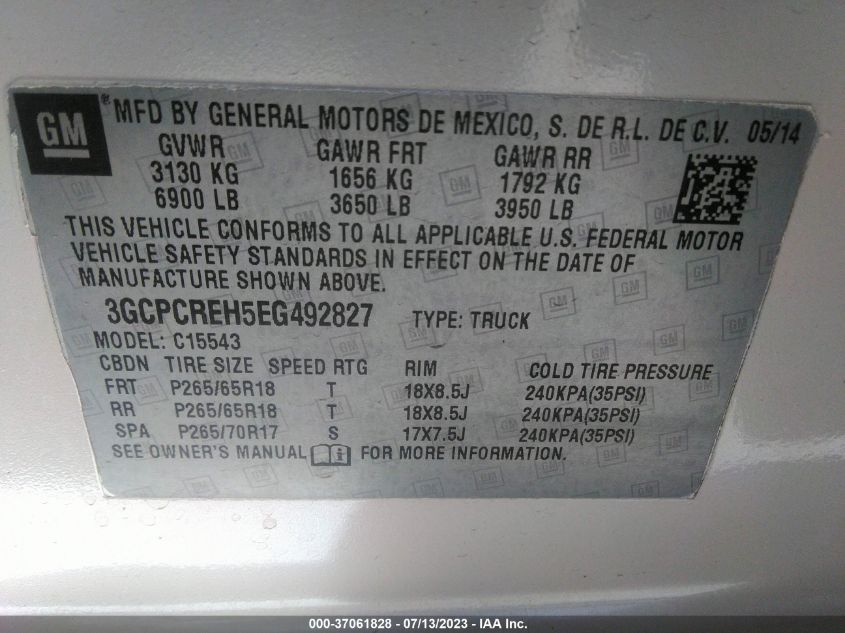 GM® MFD BY GENERAL MOTORS DE MEXICO, S. DE R.L. DE C.V. 05/14
GVWR GAWR FRT GAWR RR
3130 KG 1656 KG 1792 KG
6900 LB 3650 LB 3950 LB
THIS VEHICLE CONFORMS TO ALL APPLICABLE U.S. FEDERAL MOTOR
VEHICLE SAFETY STANDARDS IN EFFECT ON THE DATE OF
MANUFACTURE SHOWN ABOVE.
3GCPCREH5EG492827 TYPE: TRUCK
MODEL: C15543
CBDN TIRE SIZE SPEED RTG RIM COLD TIRE PRESSURE
FRT P265/65R18 T 18X8.5J 240KPA(35PSI)
RR P265/65R18 T 18X8.5J 240KPA(35PSI)
SPA P265/70R17 S 17X7.5J 240KPA(35PSI)
SEE OWNER'S MANUAL i FOR MORE INFORMATION.
000-37061828 - 07/13/2023 - IAA Inc.